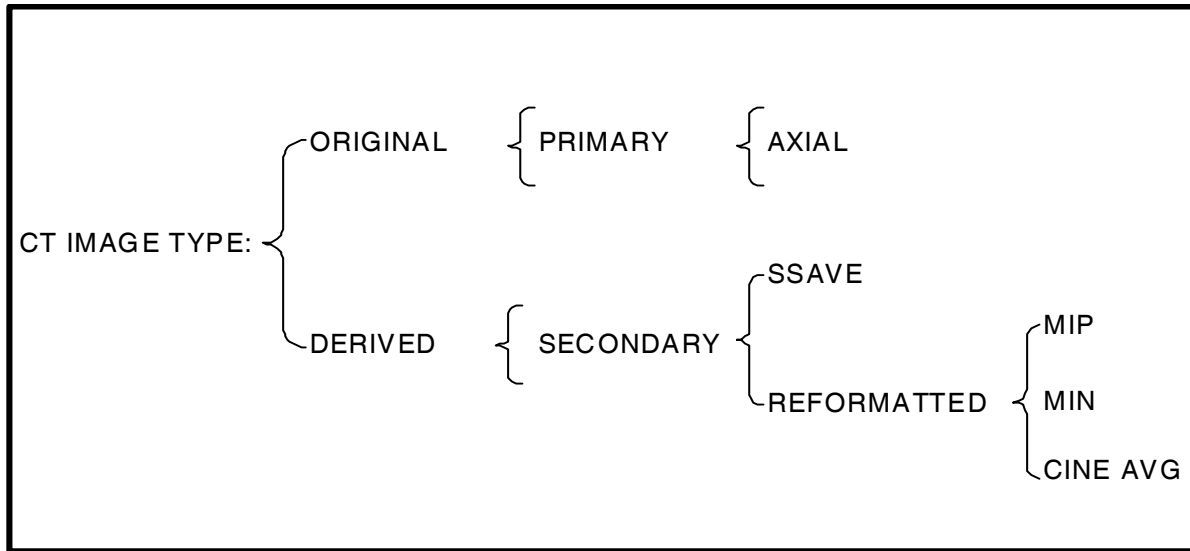 CT IMAGE TYPE:
ORIGINAL
PRIMARY
AXIAL
DERIVED
SECONDARY
SSAVE
REFORMATTED
MIP
MIN
CINE AVG